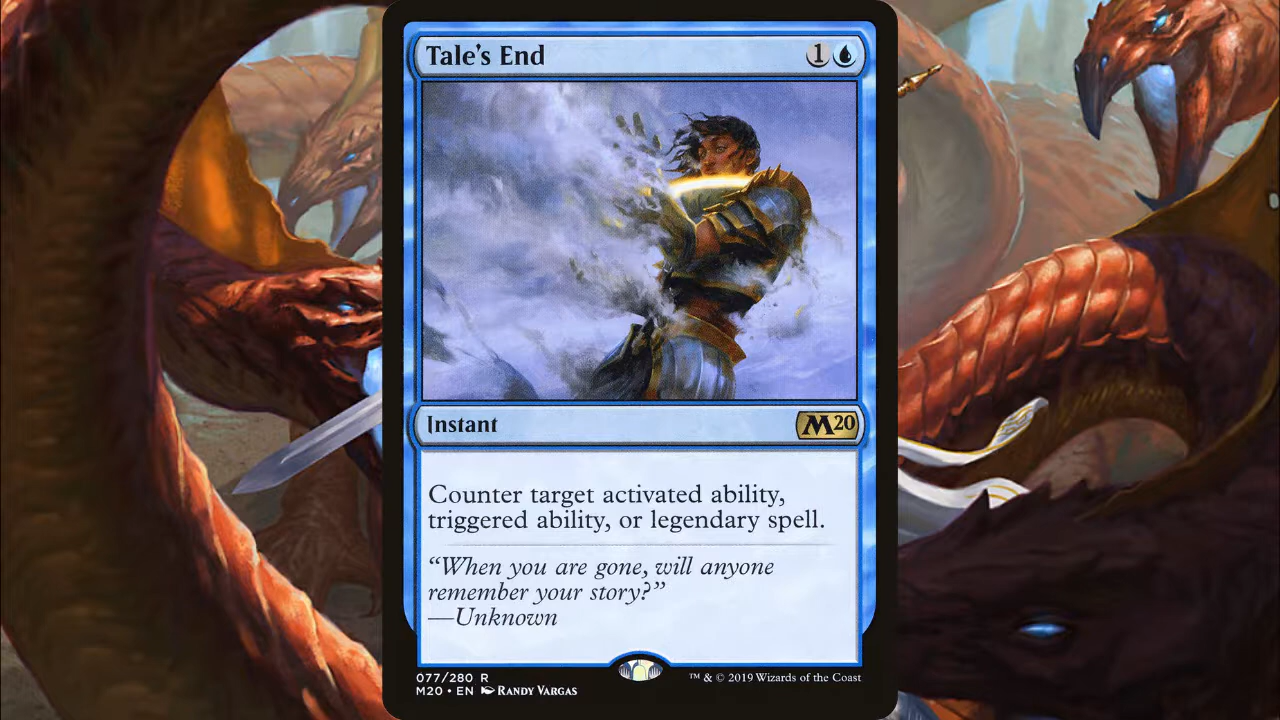 Tale's End 1
Instant M20
Counter target activated ability,
triggered ability, or legendary spell.
“When you are gone, will anyone
remember your story?”
—Unknown
077/280 R
M20 • EN RANDY VARGAS
™ & © 2019 Wizards of the Coast